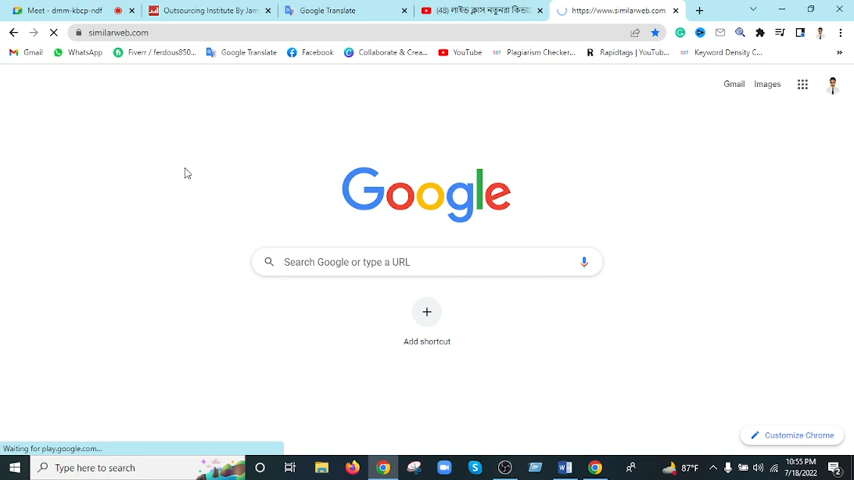 Meet - dmm-kbcp-ndf
Outsourcing Institute By Jam
Google Translate
(48) লাইভ ক্লাস নতুনরা কিভা
https://www.similarweb.com
similarweb.com
Gmail
WhatsApp
Fiverr / ferdous850...
Google Translate
Facebook
Collaborate & Crea...
YouTube
SST
Plagiarism Checker...
R
Rapidtags | YouTub...
SST
Keyword Density C...
»
Gmail
Images
Google
Search Google or type a URL
Add shortcut
Customize Chrome
Waiting for play.google.com...
Type here to search
87°F
10:55 PM
7/18/2022
2